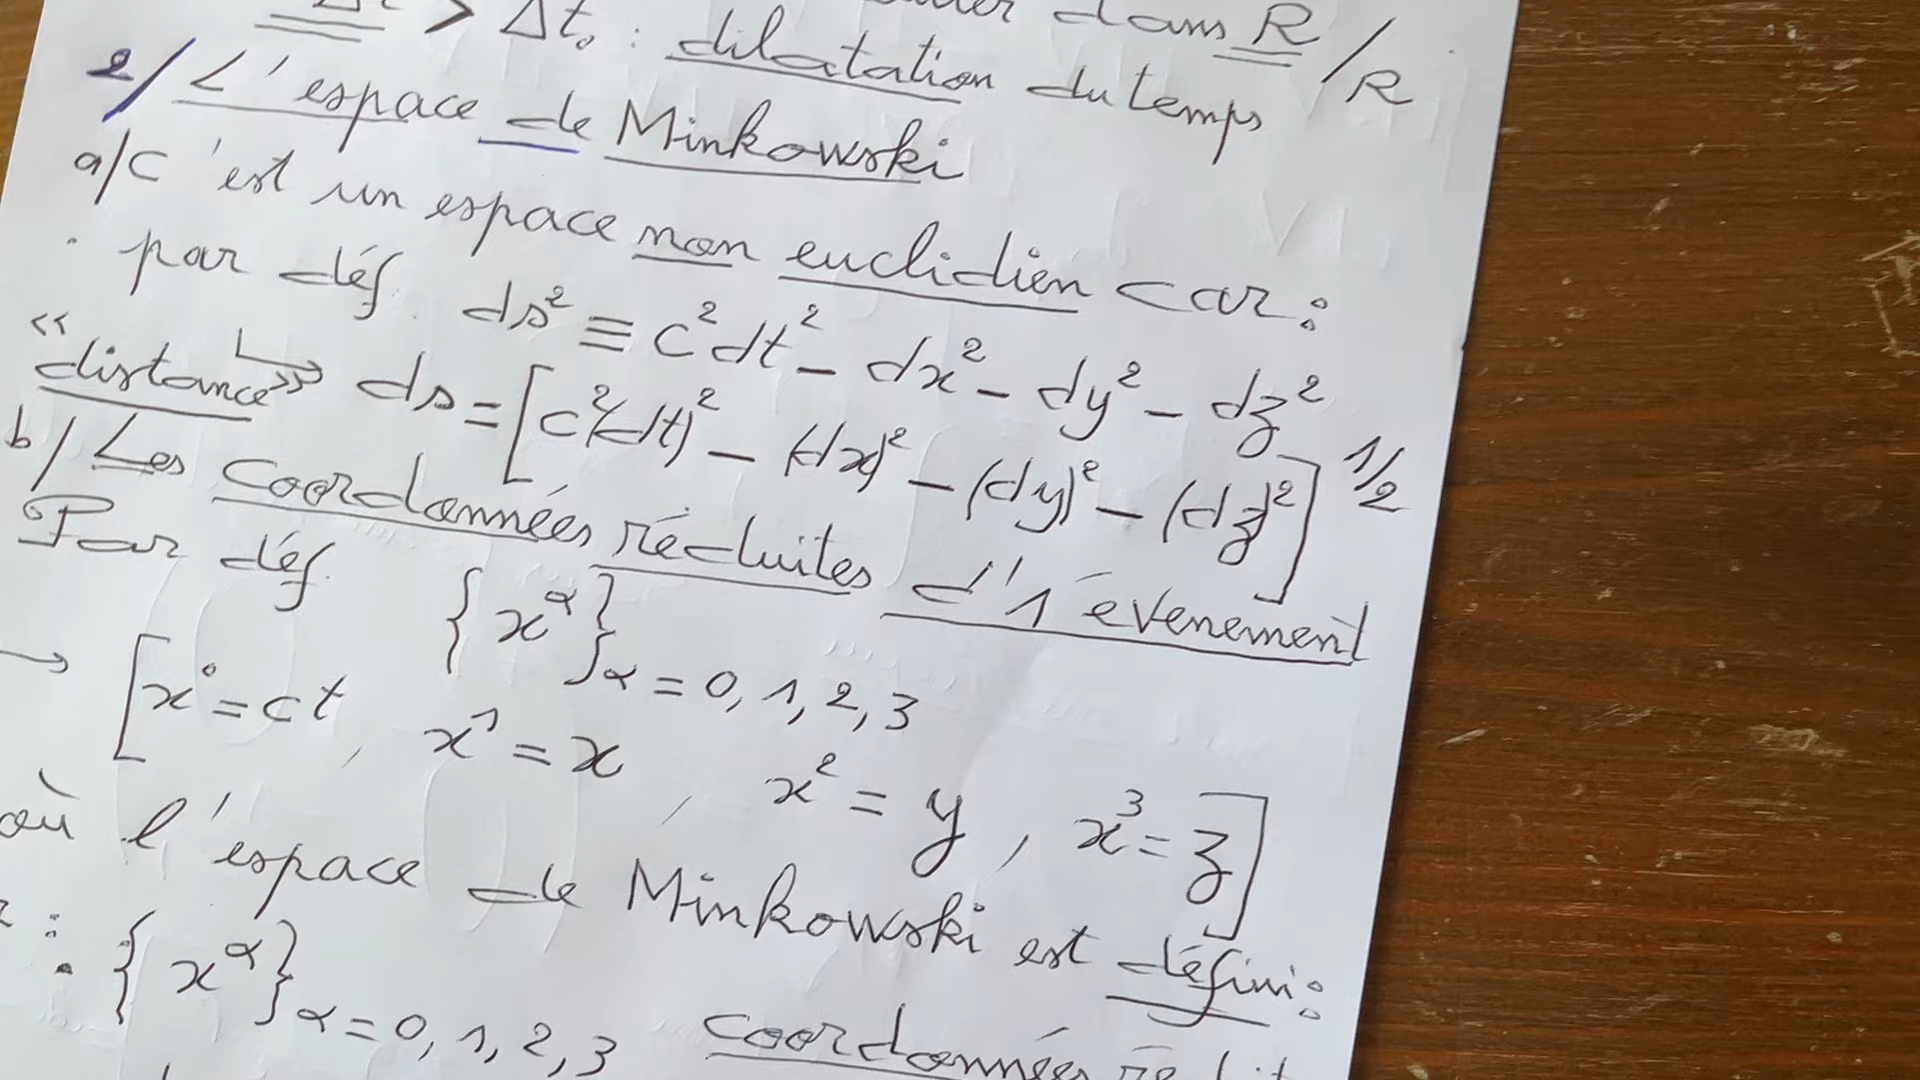 > Δt₀ : dilatation du temps
dans R/R
2/ L'espace de Minkowski
a/ C'est un espace non euclidien car :
. par déf ds² ≡ c²dt² - dx² - dy² - dz²
"distance" ↳ ds = [c²(dt)² - (dx)² - (dy)² - (dz)²]^1/2
b/ Les coordonnées réduites d'1 évènement
Par déf. {x^α}_α = 0, 1, 2, 3
→ [x° = ct, x¹ = x, x² = y, x³ = z]
où l'espace de Minkowski est défini :
: {x^α}_α = 0, 1, 2, 3 coordonnées